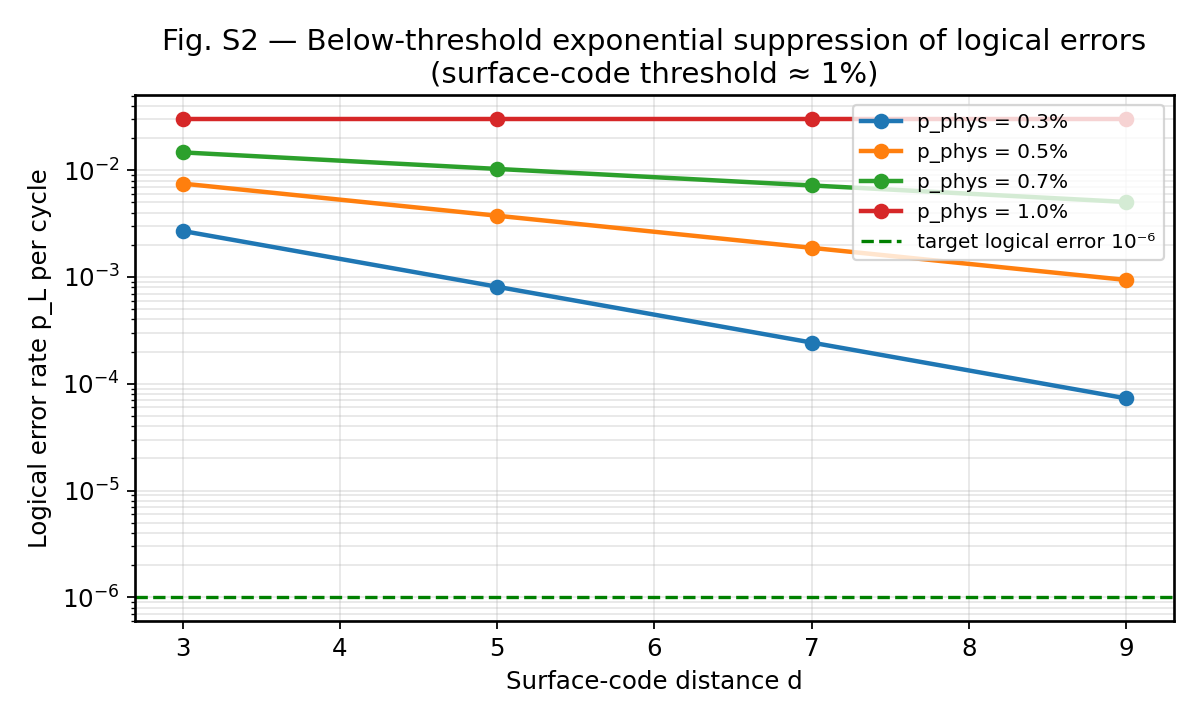 Fig. S2 — Below-threshold exponential suppression of logical errors
(surface-code threshold ≈ 1%)
Logical error rate p_L per cycle
10⁻²
10⁻³
10⁻⁴
10⁻⁵
10⁻⁶
p_phys = 0.3%
p_phys = 0.5%
p_phys = 0.7%
p_phys = 1.0%
target logical error 10⁻⁶
3 4 5 6 7 8 9
Surface-code distance d